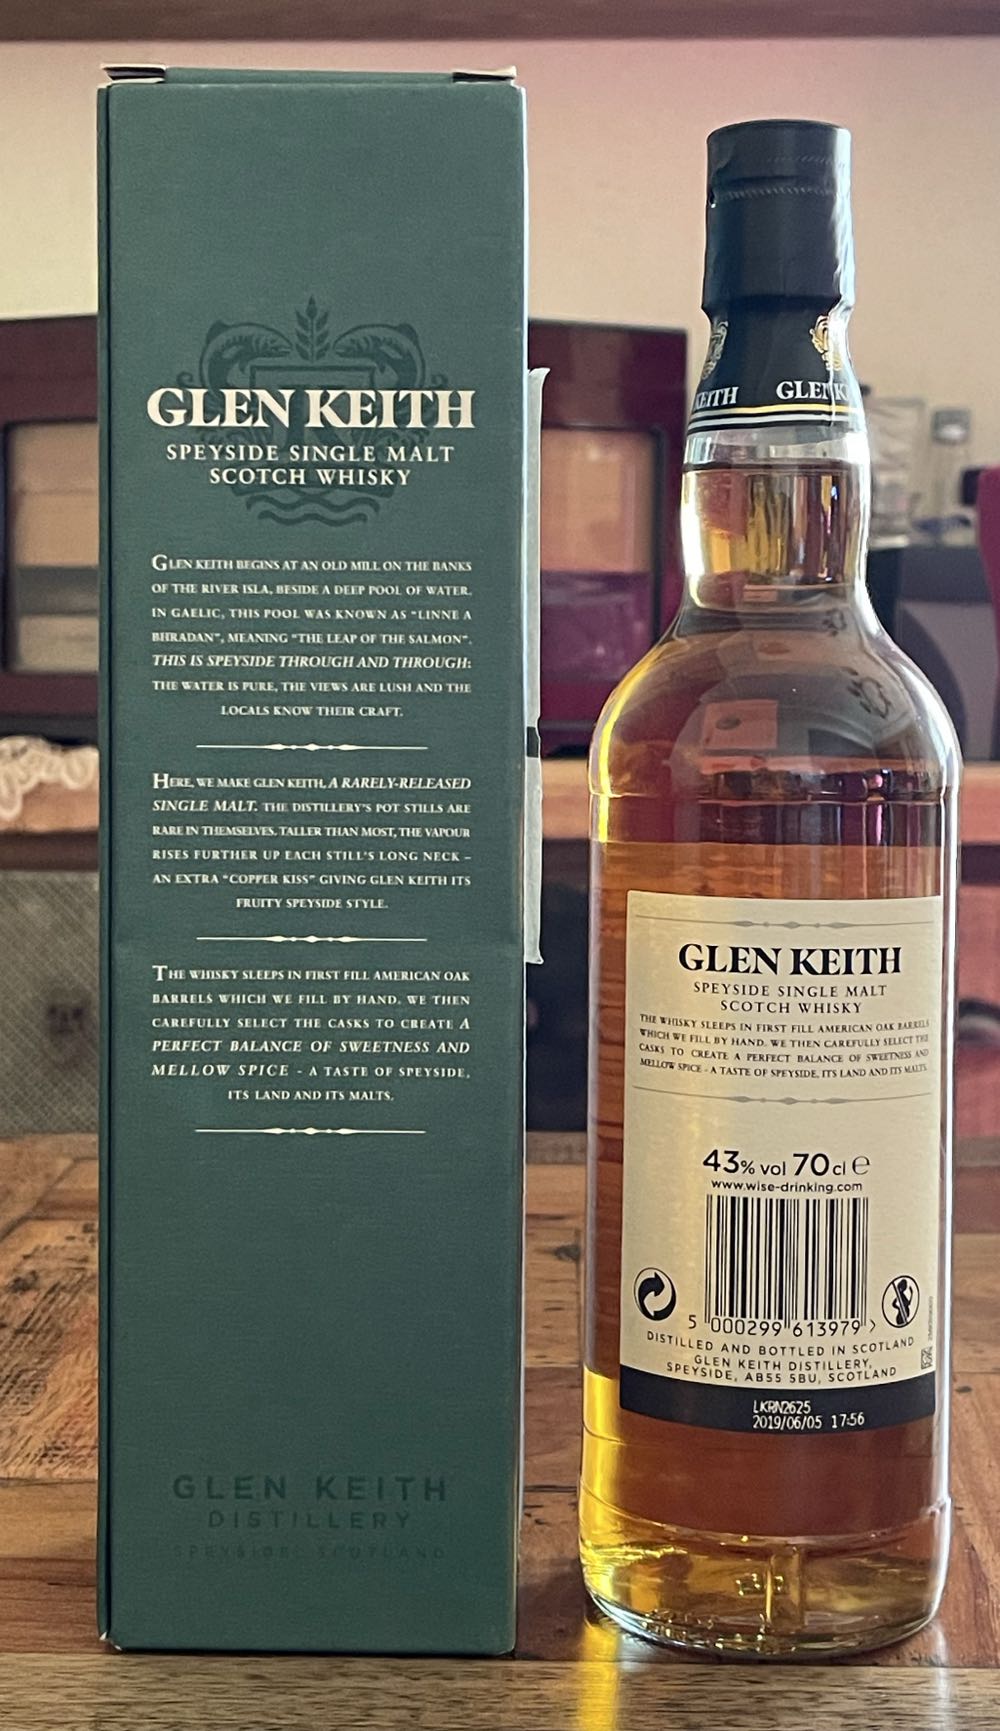 GLEN KEITH
SPEYSIDE SINGLE MALT
SCOTCH WHISKY
GLEN KEITH BEGINS AT AN OLD MILL ON THE BANKS
OF THE RIVER ISLA, BESIDE A DEEP POOL OF WATER.
IN GAELIC, THIS POOL WAS KNOWN AS "LINNE A
BHRADAN", MEANING "THE LEAP OF THE SALMON".
THIS IS SPEYSIDE THROUGH AND THROUGH:
THE WATER IS PURE, THE VIEWS ARE LUSH AND THE
LOCALS KNOW THEIR CRAFT.
HERE, WE MAKE GLEN KEITH, A RARELY-RELEASED
SINGLE MALT. THE DISTILLERY'S POT STILLS ARE
RARE IN THEMSELVES. TALLER THAN MOST, THE VAPOUR
RISES FURTHER UP EACH STILL'S LONG NECK –
AN EXTRA "COPPER KISS" GIVING GLEN KEITH ITS
FRUITY SPEYSIDE STYLE.
THE WHISKY SLEEPS IN FIRST FILL AMERICAN OAK
BARRELS WHICH WE FILL BY HAND. WE THEN
CAREFULLY SELECT THE CASKS TO CREATE A
PERFECT BALANCE OF SWEETNESS AND
MELLOW SPICE - A TASTE OF SPEYSIDE,
ITS LAND AND ITS MALTS.
GLEN KEITH
DISTILLERY
SPEYSIDE SCOTLAND
KEITH GLEN K
GLEN KEITH
SPEYSIDE SINGLE MALT
SCOTCH WHISKY
THE WHISKY SLEEPS IN FIRST FILL AMERICAN OAK BARRELS
WHICH WE FILL BY HAND. WE THEN CAREFULLY SELECT THE
CASKS TO CREATE A PERFECT BALANCE OF SWEETNESS AND
MELLOW SPICE - A TASTE OF SPEYSIDE, ITS LAND AND ITS MALTS.
43% vol 70 cl e
www.wise-drinking.com
5 000299 613979 >
DISTILLED AND BOTTLED IN SCOTLAND
GLEN KEITH DISTILLERY,
SPEYSIDE, AB55 5BU, SCOTLAND
LKRN2625
2019/06/05 17:56